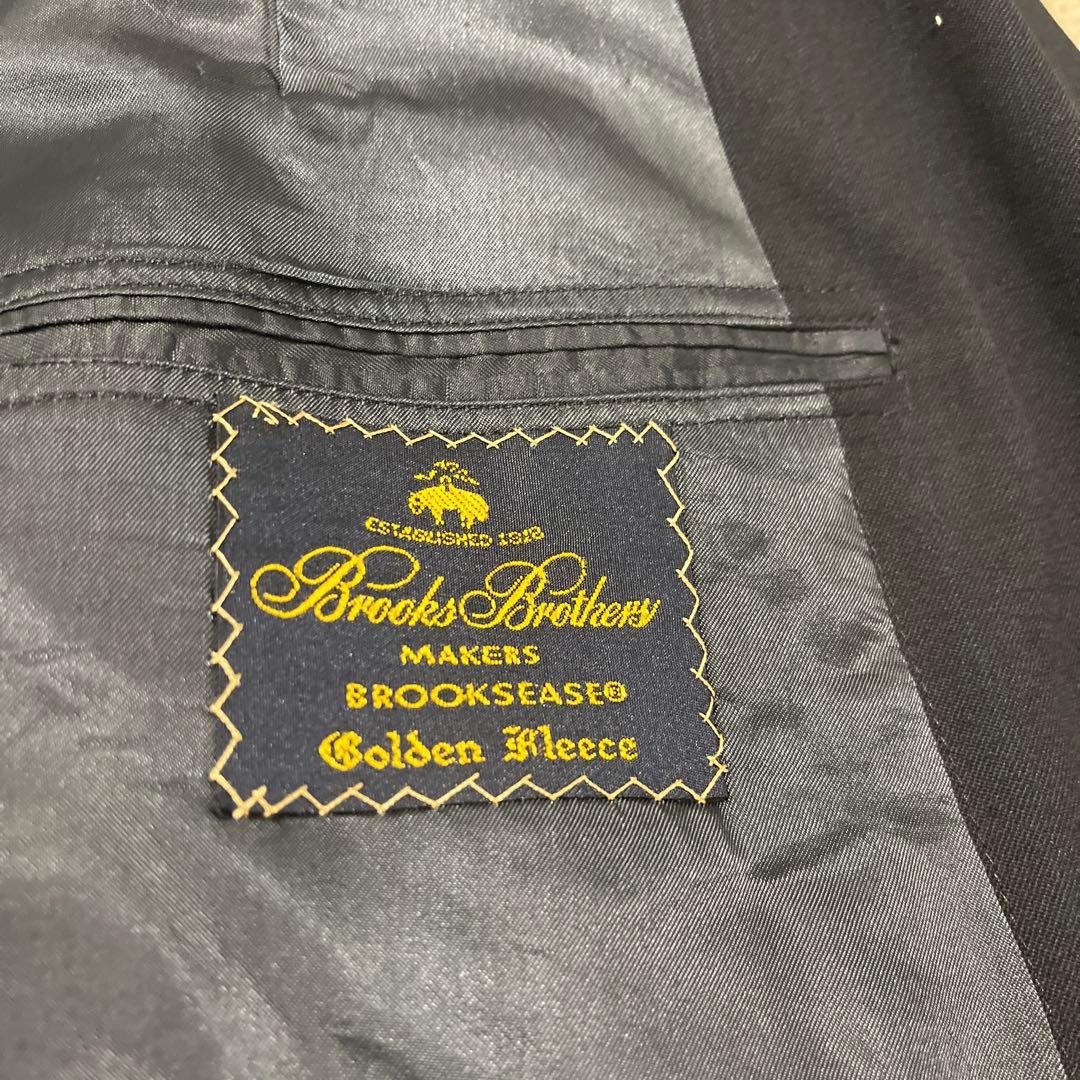 ESTABLISHED 1818
Brooks Brothers
MAKERS
BROOKSEASE®
Golden Fleece